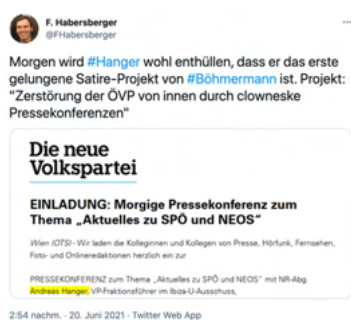 F. Habersberger
@FHabersberger
Morgen wird #Hanger wohl enthüllen, dass er das erste
gelungene Satire-Projekt von #Böhmermann ist. Projekt:
"Zerstörung der ÖVP von innen durch clowneske
Pressekonferenzen"
Die neue
Volkspartei
EINLADUNG: Morgige Pressekonferenz zum
Thema „Aktuelles zu SPÖ und NEOS“
Wien (OTS) - Wir laden die Kolleginnen und Kollegen von Presse, Hörfunk, Fernsehen,
Foto- und Onlineredaktionen herzlich ein zur
PRESSEKONFERENZ zum Thema „Aktuelles zu SPÖ und NEOS“ mit NR-Abg.
Andreas Hanger, VP-Fraktionsführer im Ibiza-U-Ausschuss,
2:54 nachm. · 20. Juni 2021 · Twitter Web App